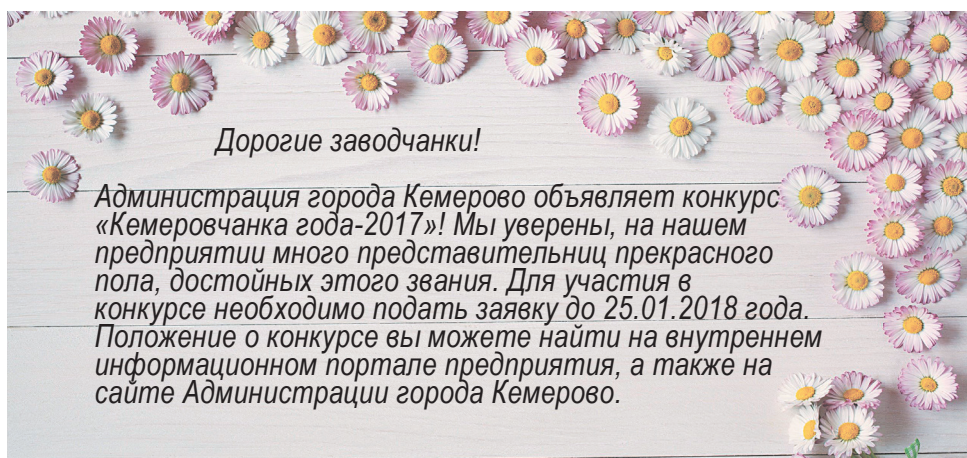 Дорогие заводчанки!
Администрация города Кемерово объявляет конкурс
«Кемеровчанка года-2017»! Мы уверены, на нашем
предприятии много представительниц прекрасного
пола, достойных этого звания. Для участия в
конкурсе необходимо подать заявку до 25.01.2018 года.
Положение о конкурсе вы можете найти на внутреннем
информационном портале предприятия, а также на
сайте Администрации города Кемерово.